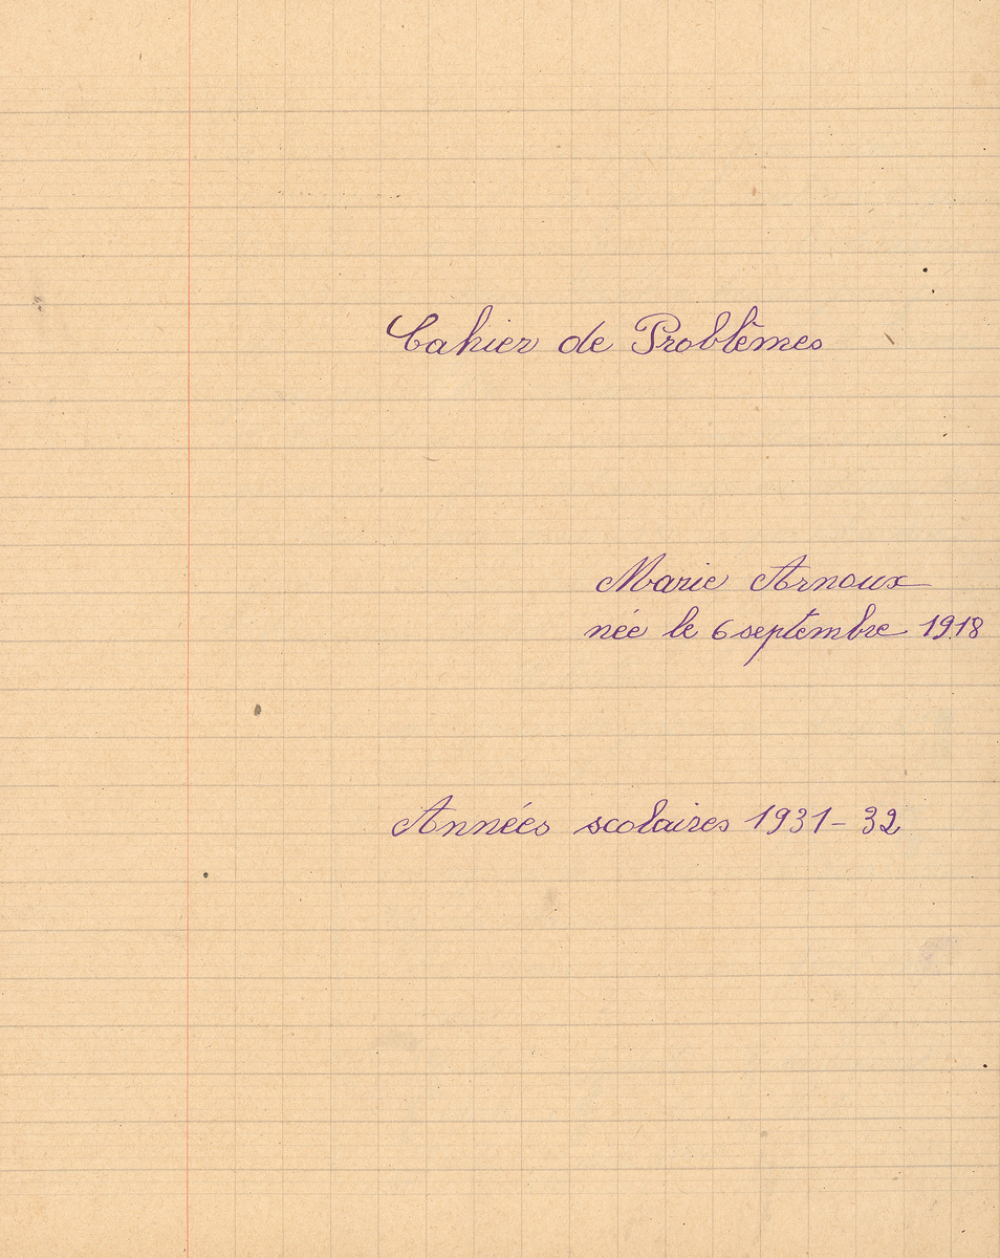 Cahier de Problèmes
Marie Arnoux
née le 6 septembre 1918
Années scolaires 1931-32